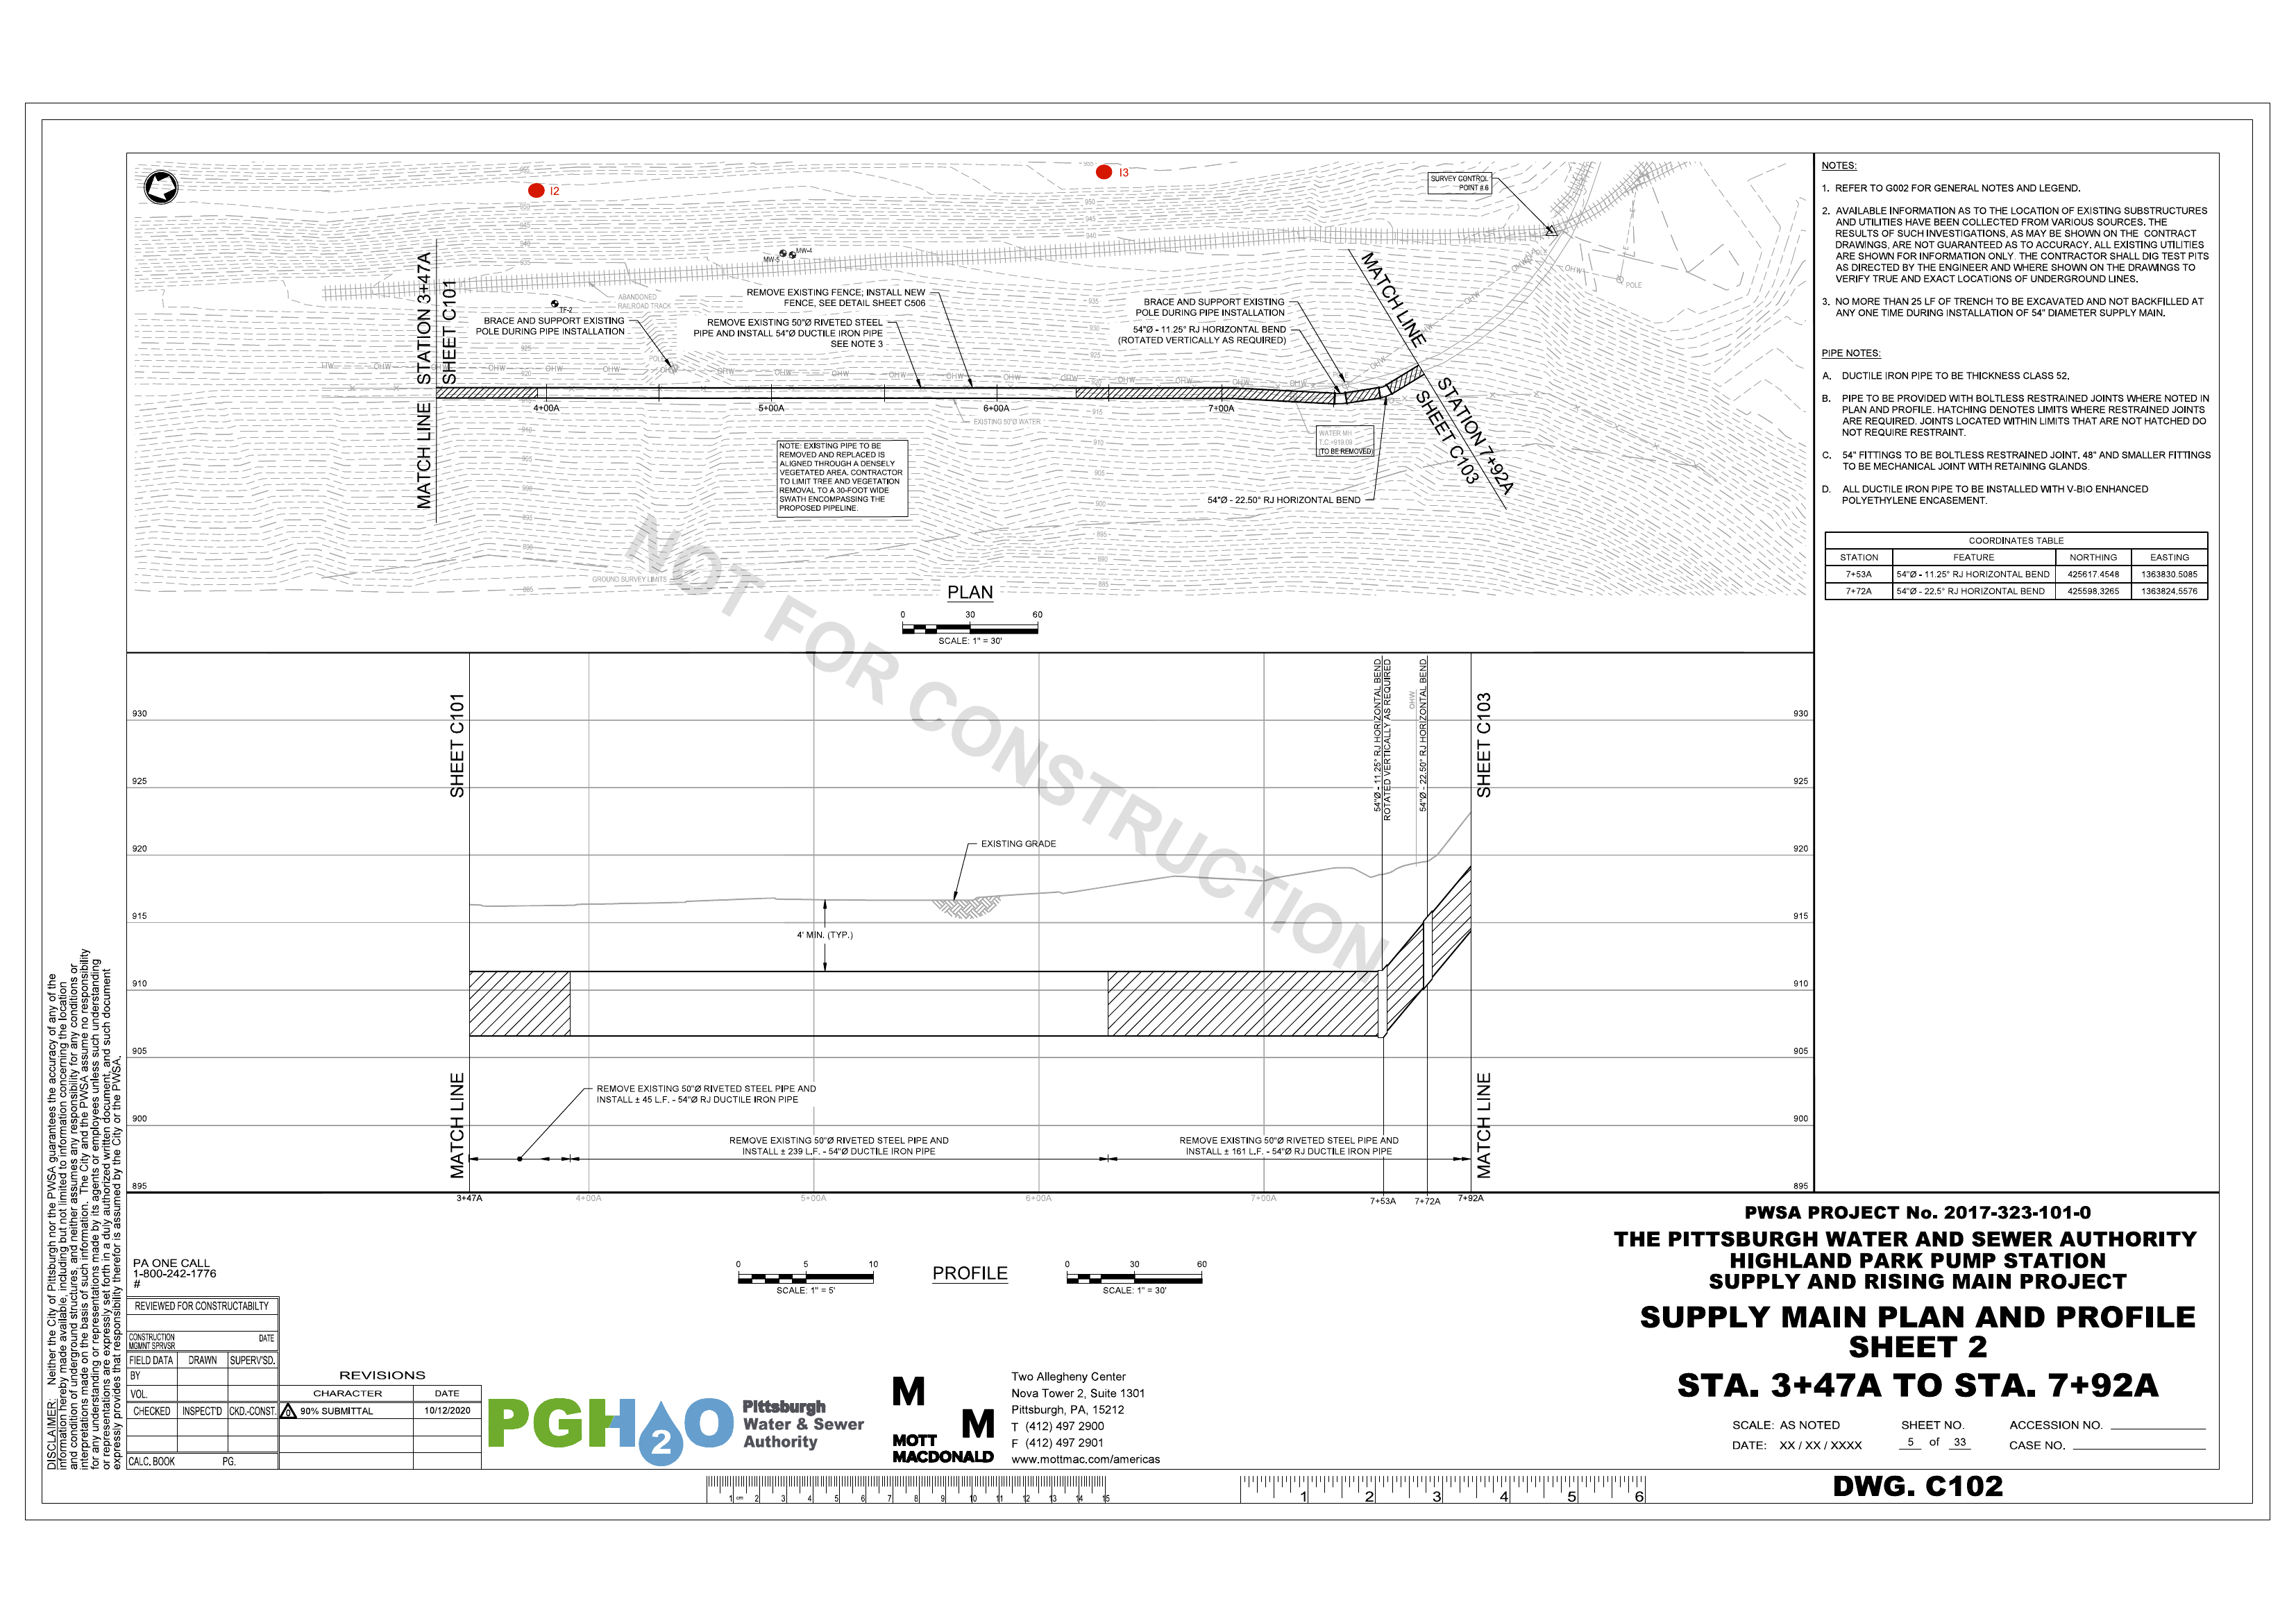 I2
I3
SURVEY CONTROL
POINT #6
STATION 3+47A
SHEET C101
MATCH LINE
MW-4
MW-5
TF-2
ABANDONED
RAILROAD TRACK
BRACE AND SUPPORT EXISTING
POLE DURING PIPE INSTALLATION
REMOVE EXISTING FENCE; INSTALL NEW
FENCE, SEE DETAIL SHEET C506
REMOVE EXISTING 50"Ø RIVETED STEEL
PIPE AND INSTALL 54"Ø DUCTILE IRON PIPE
SEE NOTE 3
BRACE AND SUPPORT EXISTING
POLE DURING PIPE INSTALLATION
54"Ø - 11.25° RJ HORIZONTAL BEND
(ROTATED VERTICALLY AS REQUIRED)
MATCH LINE
STATION 7+92A
SHEET C103
POLE
OHW
4+00A
5+00A
6+00A
7+00A
EXISTING 50"Ø WATER
WATER MH
T.C.=919.09
(TO BE REMOVED)
54"Ø - 22.50° RJ HORIZONTAL BEND
NOTE: EXISTING PIPE TO BE
REMOVED AND REPLACED IS
ALIGNED THROUGH A DENSELY
VEGETATED AREA. CONTRACTOR
TO LIMIT TREE AND VEGETATION
REMOVAL TO A 30-FOOT WIDE
SWATH ENCOMPASSING THE
PROPOSED PIPELINE.
GROUND SURVEY LIMITS
PLAN
0 30 60
SCALE: 1" = 30'
NOT FOR CONSTRUCTION
NOTES:
1. REFER TO G002 FOR GENERAL NOTES AND LEGEND.
2. AVAILABLE INFORMATION AS TO THE LOCATION OF EXISTING SUBSTRUCTURES
AND UTILITIES HAVE BEEN COLLECTED FROM VARIOUS SOURCES. THE
RESULTS OF SUCH INVESTIGATIONS, AS MAY BE SHOWN ON THE CONTRACT
DRAWINGS, ARE NOT GUARANTEED AS TO ACCURACY. ALL EXISTING UTILITIES
ARE SHOWN FOR INFORMATION ONLY. THE CONTRACTOR SHALL DIG TEST PITS
AS DIRECTED BY THE ENGINEER AND WHERE SHOWN ON THE DRAWINGS TO
VERIFY TRUE AND EXACT LOCATIONS OF UNDERGROUND LINES.
3. NO MORE THAN 25 LF OF TRENCH TO BE EXCAVATED AND NOT BACKFILLED AT
ANY ONE TIME DURING INSTALLATION OF 54" DIAMETER SUPPLY MAIN.
PIPE NOTES:
A. DUCTILE IRON PIPE TO BE THICKNESS CLASS 52.
B. PIPE TO BE PROVIDED WITH BOLTLESS RESTRAINED JOINTS WHERE NOTED IN
PLAN AND PROFILE. HATCHING DENOTES LIMITS WHERE RESTRAINED JOINTS
ARE REQUIRED. JOINTS LOCATED WITHIN LIMITS THAT ARE NOT HATCHED DO
NOT REQUIRE RESTRAINT.
C. 54" FITTINGS TO BE BOLTLESS RESTRAINED JOINT. 48" AND SMALLER FITTINGS
TO BE MECHANICAL JOINT WITH RETAINING GLANDS.
D. ALL DUCTILE IRON PIPE TO BE INSTALLED WITH V-BIO ENHANCED
POLYETHYLENE ENCASEMENT.
COORDINATES TABLE
STATION FEATURE NORTHING EASTING
7+53A 54"Ø - 11.25° RJ HORIZONTAL BEND 425617.4548 1363830.5085
7+72A 54"Ø - 22.5° RJ HORIZONTAL BEND 425598.3265 1363824.5576
SHEET C101
MATCH LINE
54"Ø - 11.25° RJ HORIZONTAL BEND
ROTATED VERTICALLY AS REQUIRED
OHW
54"Ø - 22.50° RJ HORIZONTAL BEND
SHEET C103
MATCH LINE
930 930
925 925
920 920
915 915
910 910
905 905
900 900
895 895
EXISTING GRADE
4' MIN. (TYP.)
REMOVE EXISTING 50"Ø RIVETED STEEL PIPE AND
INSTALL ± 45 L.F. - 54"Ø RJ DUCTILE IRON PIPE
REMOVE EXISTING 50"Ø RIVETED STEEL PIPE AND
INSTALL ± 239 L.F. - 54"Ø DUCTILE IRON PIPE
REMOVE EXISTING 50"Ø RIVETED STEEL PIPE AND
INSTALL ± 161 L.F. - 54"Ø RJ DUCTILE IRON PIPE
3+47A 4+00A 5+00A 6+00A 7+00A 7+53A 7+72A 7+92A
0 5 10
SCALE: 1" = 5'
PROFILE
0 30 60
SCALE: 1" = 30'
DISCLAIMER: Neither the City of Pittsburgh nor the PWSA guarantees the accuracy of any of the
information hereby made available, including but not limited to information concerning the location
and condition of underground structures, and neither assumes any responsibility for any conditions or
interpretations made on the basis of such information. The City and the PWSA assume no responsibility
for any understanding or representations made by its agents or employees unless such understanding
or representations are expressly set forth in a duly authorized written document, and such document
expressly provides that responsibility therefor is assumed by the City or the PWSA.
PA ONE CALL
1-800-242-1776
#
REVIEWED FOR CONSTRUCTABILTY
CONSTRUCTION DATE
MGMNT SPRVSR
FIELD DATA DRAWN SUPERV'SD.
BY
VOL.
CHECKED INSPECT'D CKD.-CONST.
CALC. BOOK PG.
REVISIONS
CHARACTER DATE
90% SUBMITTAL 10/12/2020
PGH2O
Pittsburgh
Water & Sewer
Authority
M
M
MOTT
MACDONALD
Two Allegheny Center
Nova Tower 2, Suite 1301
Pittsburgh, PA, 15212
T (412) 497 2900
F (412) 497 2901
www.mottmac.com/americas
PWSA PROJECT No. 2017-323-101-0
THE PITTSBURGH WATER AND SEWER AUTHORITY
HIGHLAND PARK PUMP STATION
SUPPLY AND RISING MAIN PROJECT
SUPPLY MAIN PLAN AND PROFILE
SHEET 2
STA. 3+47A TO STA. 7+92A
SCALE: AS NOTED SHEET NO. ACCESSION NO.
DATE: XX / XX / XXXX 5 of 33 CASE NO.
DWG. C102
1 cm 2 3 4 5 6 7 8 9 10 11 12 13 14 15
1 2 3 4 5 6